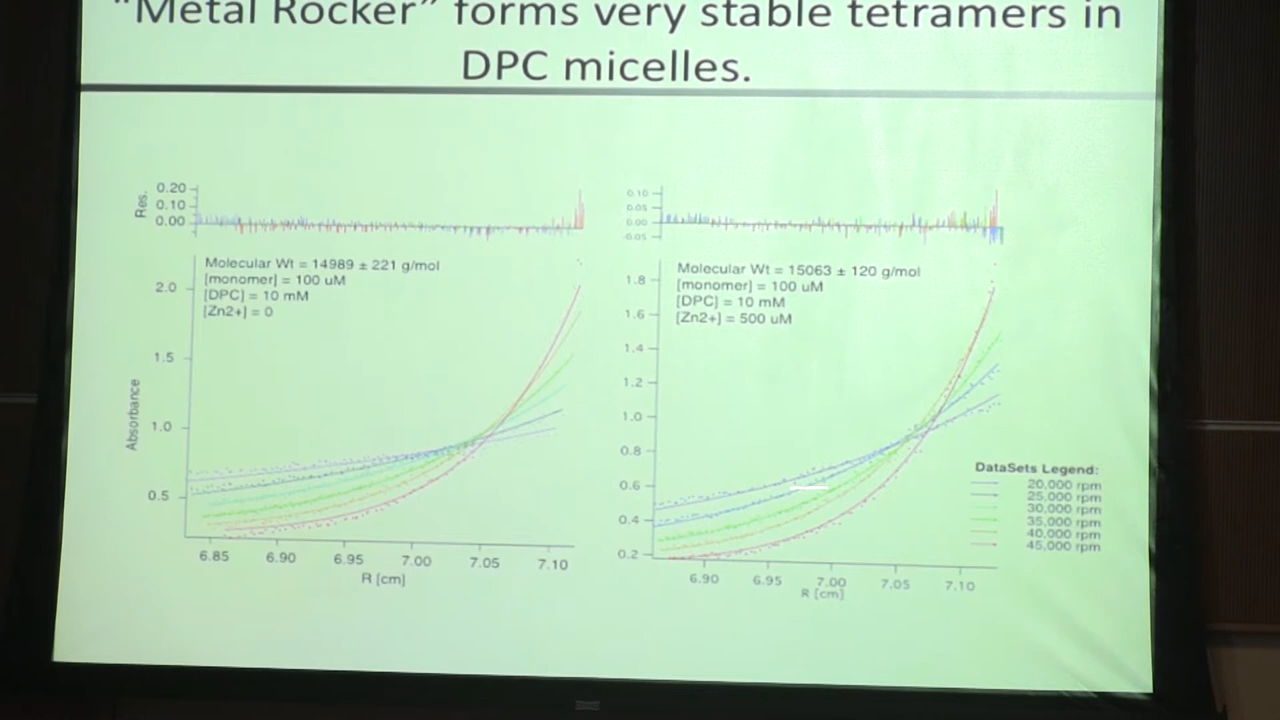 "Metal Rocker" forms very stable tetramers in
DPC micelles.
Res.
0.20
0.10
0.00
Molecular Wt = 14989 ± 221 g/mol
[monomer] = 100 uM
[DPC] = 10 mM
[Zn2+] = 0
Absorbance
2.0
1.5
1.0
0.5
6.85 6.90 6.95 7.00 7.05 7.10
R [cm]
0.10
0.05
0.00
-0.05
Molecular Wt = 15063 ± 120 g/mol
[monomer] = 100 uM
[DPC] = 10 mM
[Zn2+] = 500 uM
1.8
1.6
1.4
1.2
1.0
0.8
0.6
0.4
0.2
6.90 6.95 7.00 7.05 7.10
R [cm]
DataSets Legend:
20,000 rpm
25,000 rpm
30,000 rpm
35,000 rpm
40,000 rpm
45,000 rpm